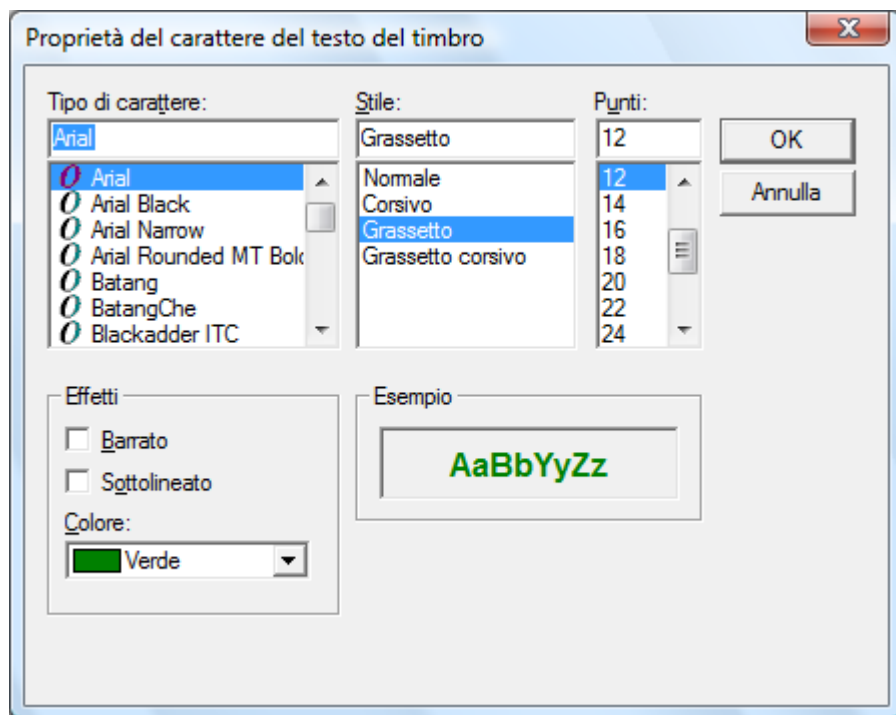 Proprietà del carattere del testo del timbro
Tipo di carattere:
Arial
Arial
Arial Black
Arial Narrow
Arial Rounded MT Bold
Batang
BatangChe
Blackadder ITC
Stile:
Grassetto
Normale
Corsivo
Grassetto
Grassetto corsivo
Punti:
12
12
14
16
18
20
22
24
OK
Annulla
Effetti
Barrato
Sottolineato
Colore:
Verde
Esempio
AaBbYyZz